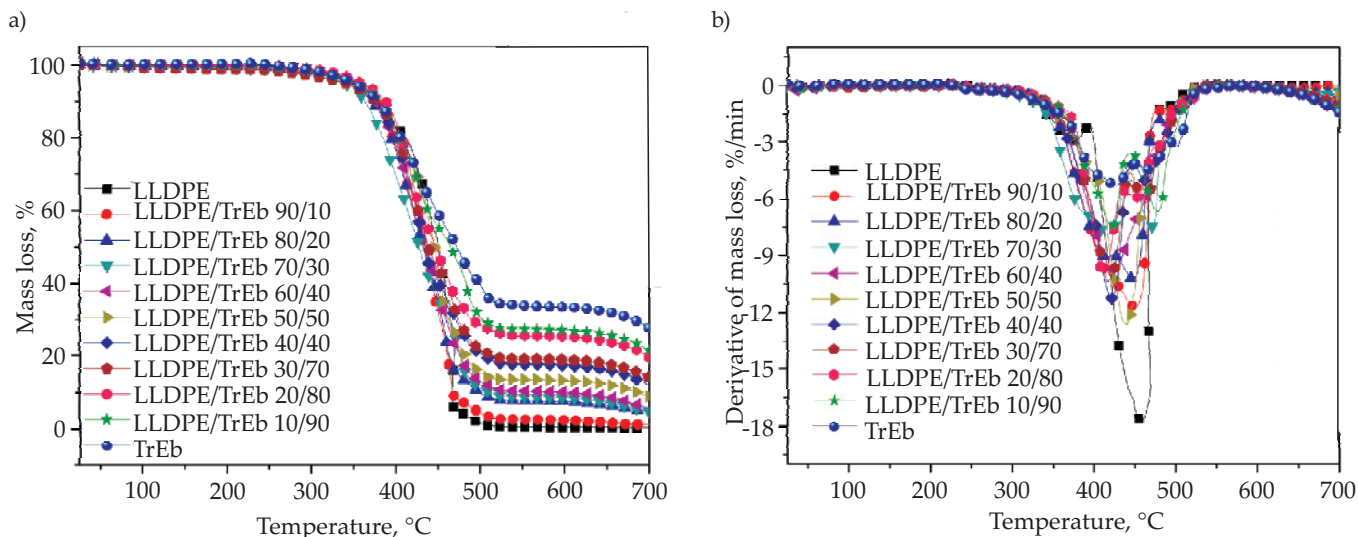 a)
Mass loss, %
100
80
60
40
20
0
LLDPE
LLDPE/TrEb 90/10
LLDPE/TrEb 80/20
LLDPE/TrEb 70/30
LLDPE/TrEb 60/40
LLDPE/TrEb 50/50
LLDPE/TrEb 40/40
LLDPE/TrEb 30/70
LLDPE/TrEb 20/80
LLDPE/TrEb 10/90
TrEb
100 200 300 400 500 600 700
Temperature, °C
b)
Derivative of mass loss, %/min
0
-3
-6
-9
-12
-15
-18
LLDPE
LLDPE/TrEb 90/10
LLDPE/TrEb 80/20
LLDPE/TrEb 70/30
LLDPE/TrEb 60/40
LLDPE/TrEb 50/50
LLDPE/TrEb 40/40
LLDPE/TrEb 30/70
LLDPE/TrEb 20/80
LLDPE/TrEb 10/90
TrEb
100 200 300 400 500 600 700
Temperature, °C